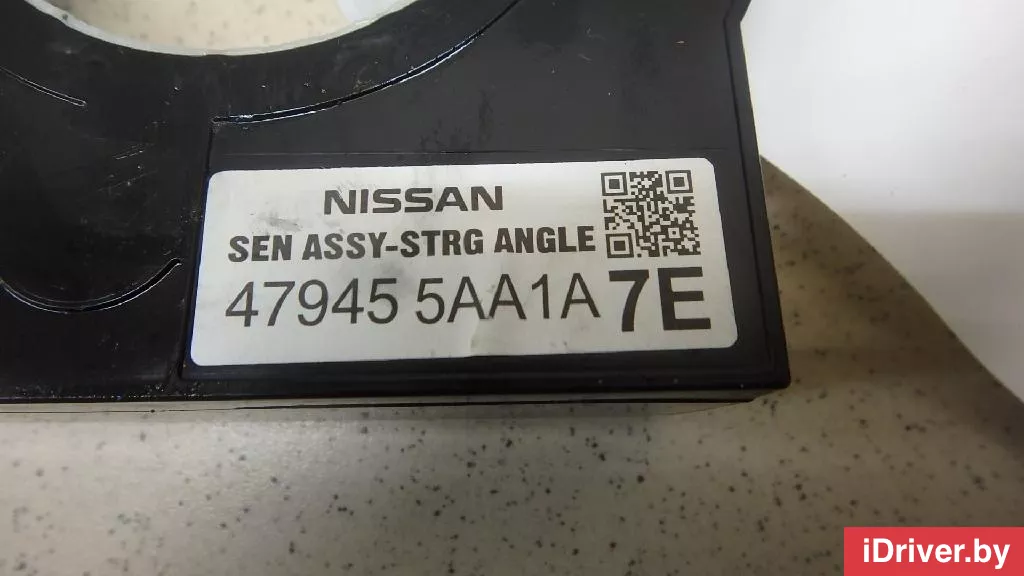 NISSAN
SEN ASSY-STRG ANGLE
47945 5AA1A 7E
iDriver.by